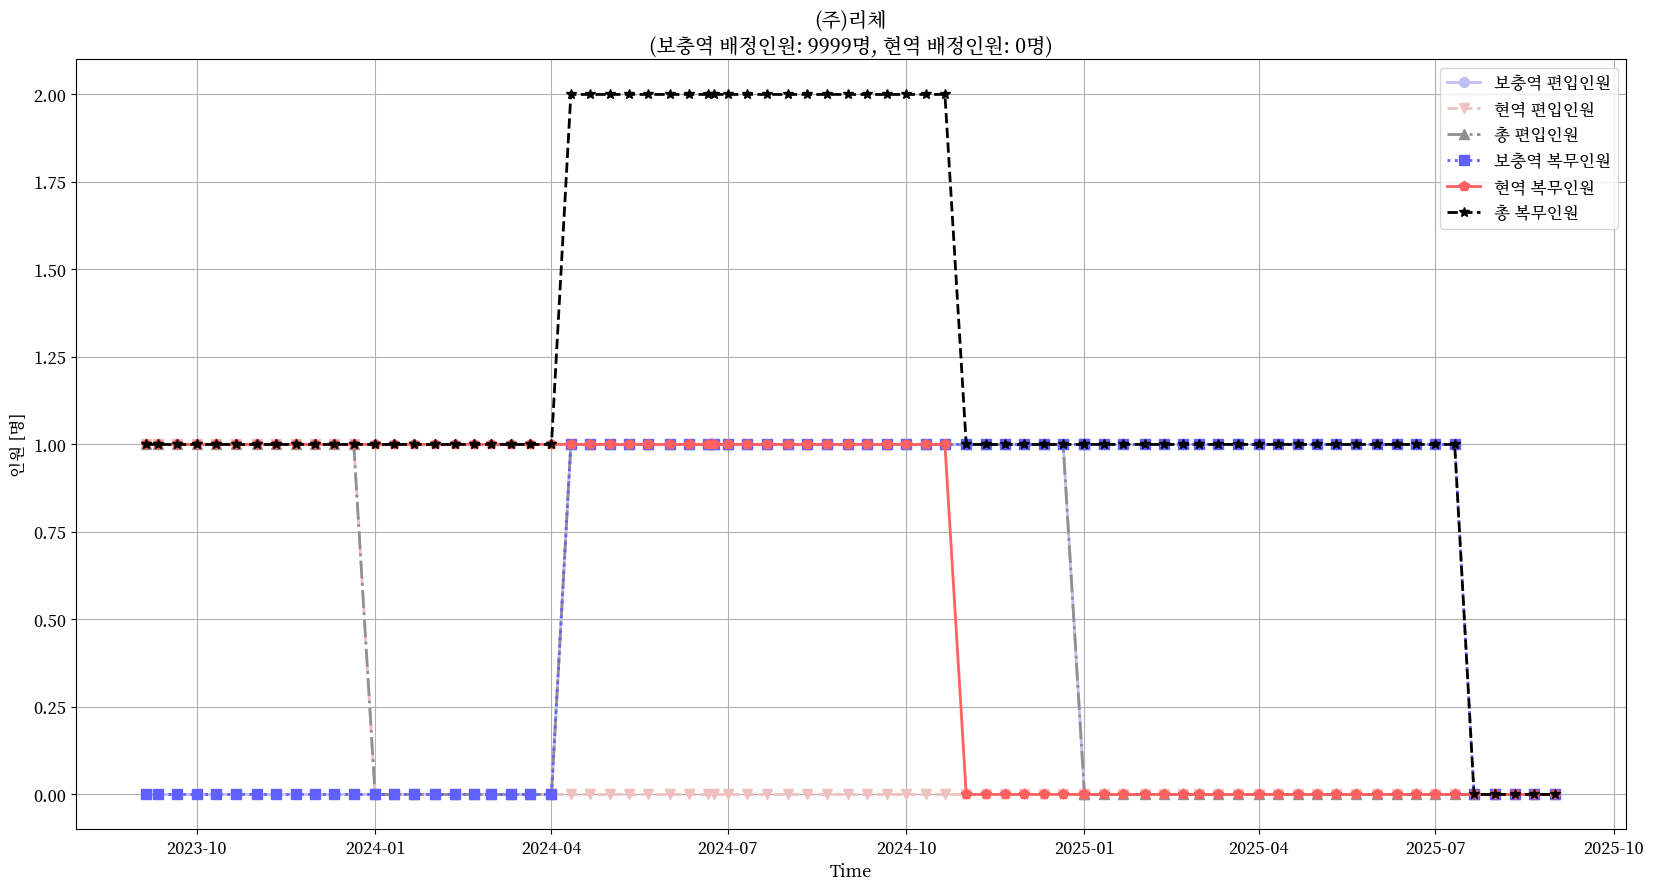 (주)리체
(보충역 배정인원: 9999명, 현역 배정인원: 0명)
보충역 편입인원
현역 편입인원
총 편입인원
보충역 복무인원
현역 복무인원
총 복무인원
인원 [명]
2.00
1.75
1.50
1.25
1.00
0.75
0.50
0.25
0.00
2023-10
2024-01
2024-04
2024-07
2024-10
2025-01
2025-04
2025-07
2025-10
Time